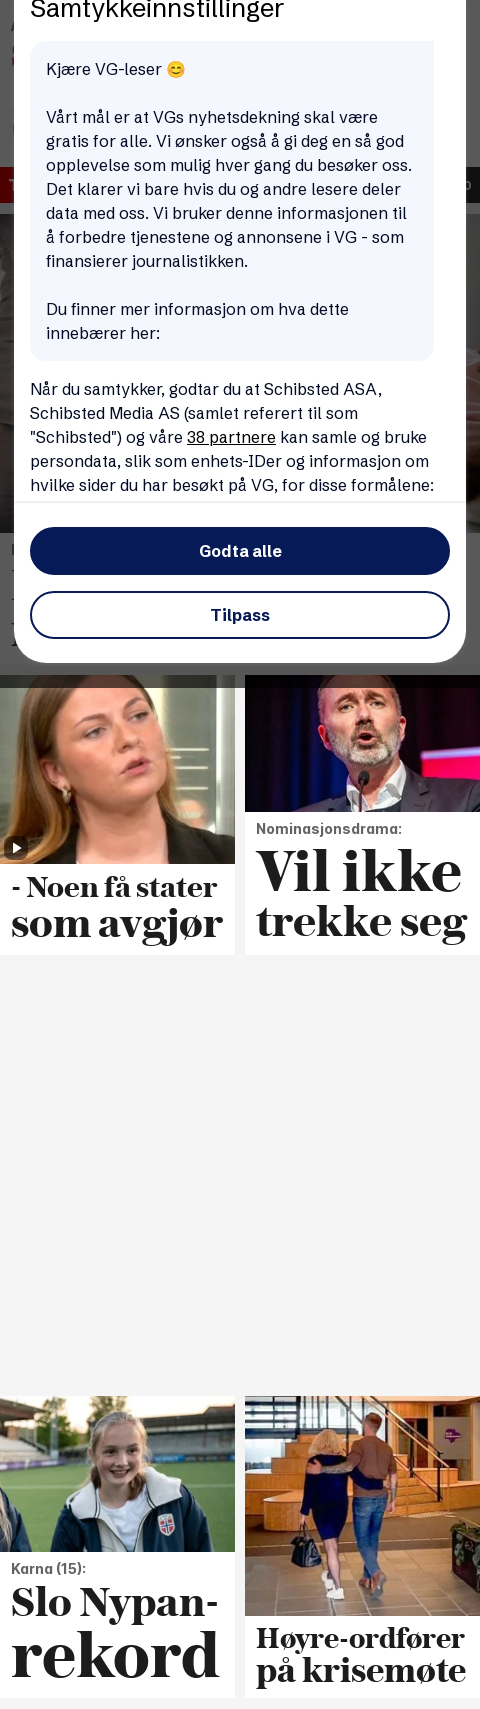 Samtykkeinnstillinger
Kjære VG-leser 😊
Vårt mål er at VGs nyhetsdekning skal være
gratis for alle. Vi ønsker også å gi deg en så god
opplevelse som mulig hver gang du besøker oss.
Det klarer vi bare hvis du og andre lesere deler
data med oss. Vi bruker denne informasjonen til
å forbedre tjenestene og annonsene i VG - som
finansierer journalistikken.
Du finner mer informasjon om hva dette
innebærer her:
Når du samtykker, godtar du at Schibsted ASA,
Schibsted Media AS (samlet referert til som
"Schibsted") og våre 38 partnere kan samle og bruke
persondata, slik som enhets-IDer og informasjon om
hvilke sider du har besøkt på VG, for disse formålene:
Godta alle
Tilpass
- Noen få stater
som avgjør
Nominasjonsdrama:
Vil ikke
trekke seg
Karna (15):
Slo Nypan-
rekord
Høyre-ordfører
på krisemøte